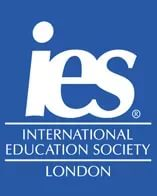 ies®
INTERNATIONAL
EDUCATION SOCIETY
LONDON